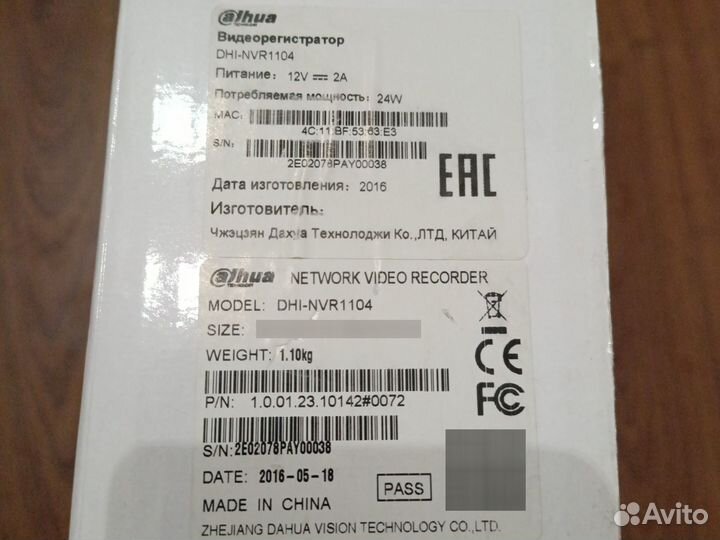 alhua
TECHNOLOGY
Видеорегистратор
DHI-NVR1104
Питание: 12V 2A
Потребляемая мощность: 24W
MAC:
4C:11:BF:53:63:E3
S/N:
2E02078PAY00038
Дата изготовления: 2016
EAC
Изготовитель:
Чжэцзян Дахуа Технолоджи Ко.,ЛТД, КИТАЙ
alhua
TECHNOLOGY
NETWORK VIDEO RECORDER
MODEL: DHI-NVR1104
SIZE:
WEIGHT: 1.10kg
CE
P/N: 1.0.01.23.10142#0072
FC
S/N:2E02078PAY00038
DATE: 2016-05-18
PASS
MADE IN CHINA
ZHEJIANG DAHUA VISION TECHNOLOGY CO.,LTD.
Avito